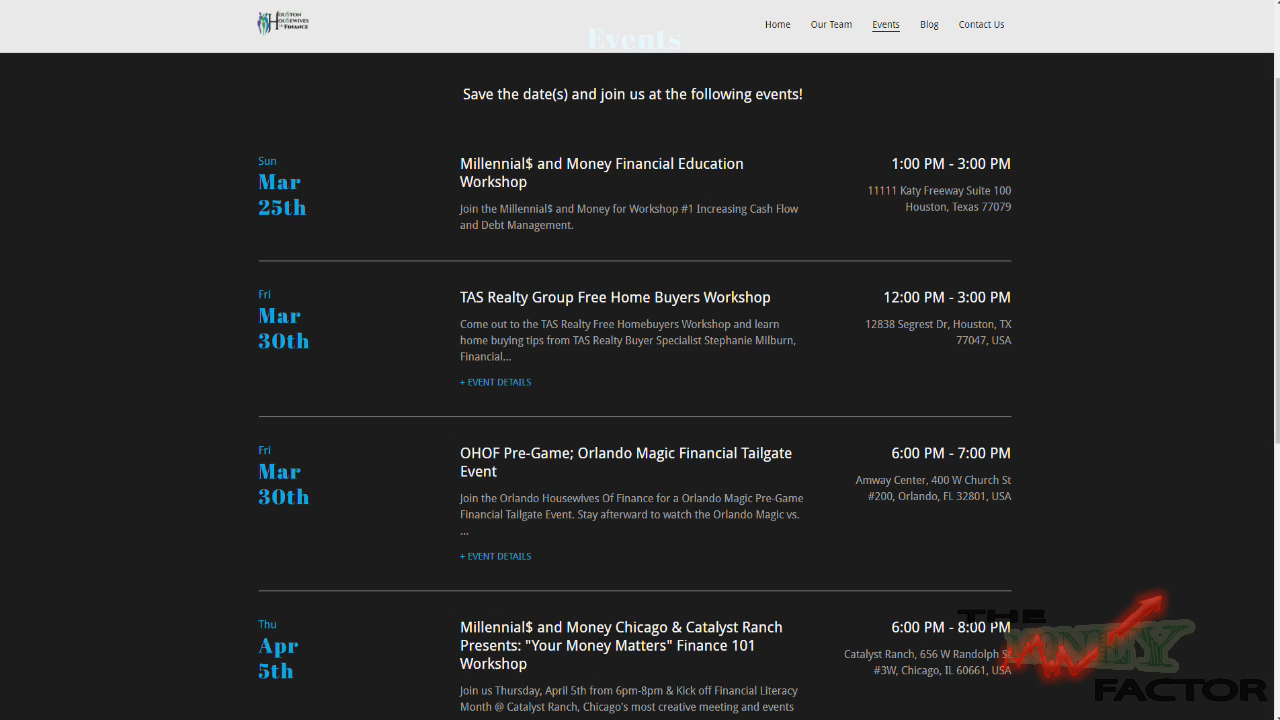 HOUSTON
HOUSEWIVES
OF FINANCE
Home
Our Team
Events
Blog
Contact Us
Events
Save the date(s) and join us at the following events!
Sun
Mar
25th
Millennial$ and Money Financial Education
Workshop
Join the Millennial$ and Money for Workshop #1 Increasing Cash Flow
and Debt Management.
1:00 PM - 3:00 PM
11111 Katy Freeway Suite 100
Houston, Texas 77079
Fri
Mar
30th
TAS Realty Group Free Home Buyers Workshop
Come out to the TAS Realty Free Homebuyers Workshop and learn
home buying tips from TAS Realty Buyer Specialist Stephanie Milburn,
Financial...
+ EVENT DETAILS
12:00 PM - 3:00 PM
12838 Segrest Dr, Houston, TX
77047, USA
Fri
Mar
30th
OHOF Pre-Game; Orlando Magic Financial Tailgate
Event
Join the Orlando Housewives Of Finance for a Orlando Magic Pre-Game
Financial Tailgate Event. Stay afterward to watch the Orlando Magic vs.
...
+ EVENT DETAILS
6:00 PM - 7:00 PM
Amway Center, 400 W Church St
#200, Orlando, FL 32801, USA
Thu
Apr
5th
Millennial$ and Money Chicago & Catalyst Ranch
Presents: "Your Money Matters" Finance 101
Workshop
Join us Thursday, April 5th from 6pm-8pm & Kick off Financial Literacy
Month @ Catalyst Ranch, Chicago's most creative meeting and events
6:00 PM - 8:00 PM
Catalyst Ranch, 656 W Randolph St
#3W, Chicago, IL 60661, USA
THE
MONEY
FACTOR